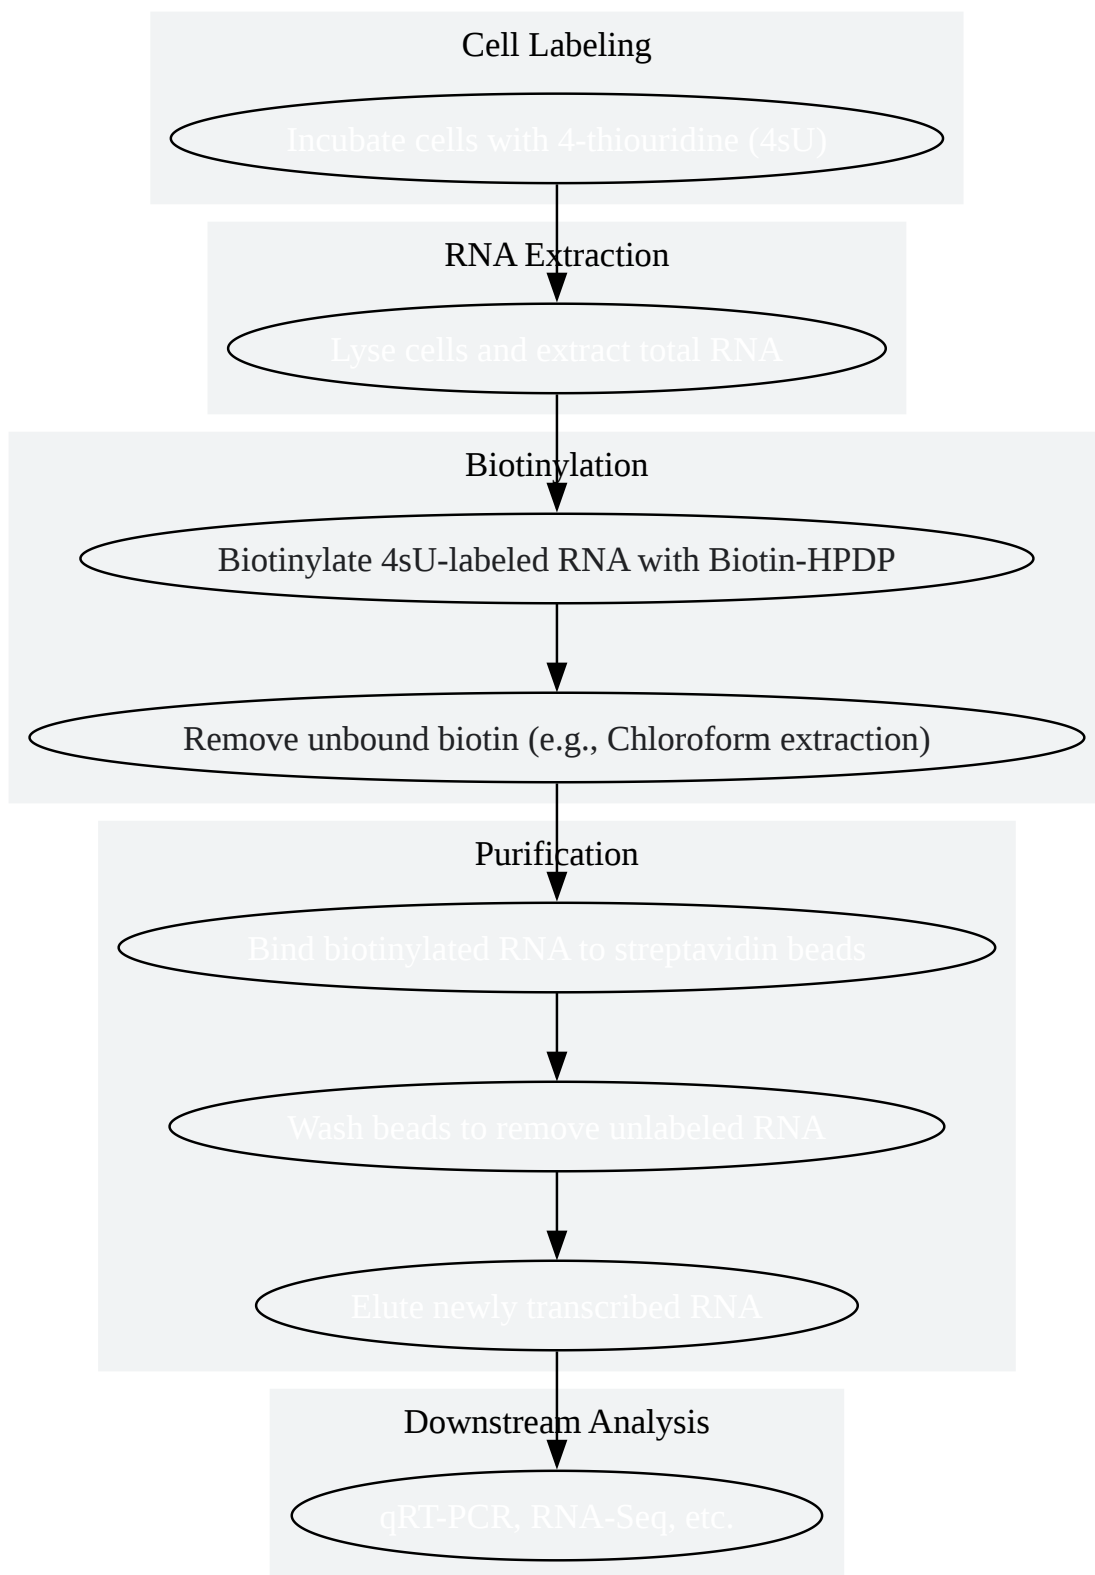 Cell Labeling
Incubate cells with 4-thiouridine (4sU)
RNA Extraction
Lyse cells and extract total RNA
Biotinylation
Biotinylate 4sU-labeled RNA with Biotin-HPDP
Remove unbound biotin (e.g., Chloroform extraction)
Purification
Bind biotinylated RNA to streptavidin beads
Wash beads to remove unlabeled RNA
Elute newly transcribed RNA
Downstream Analysis
qRT-PCR, RNA-Seq, etc.